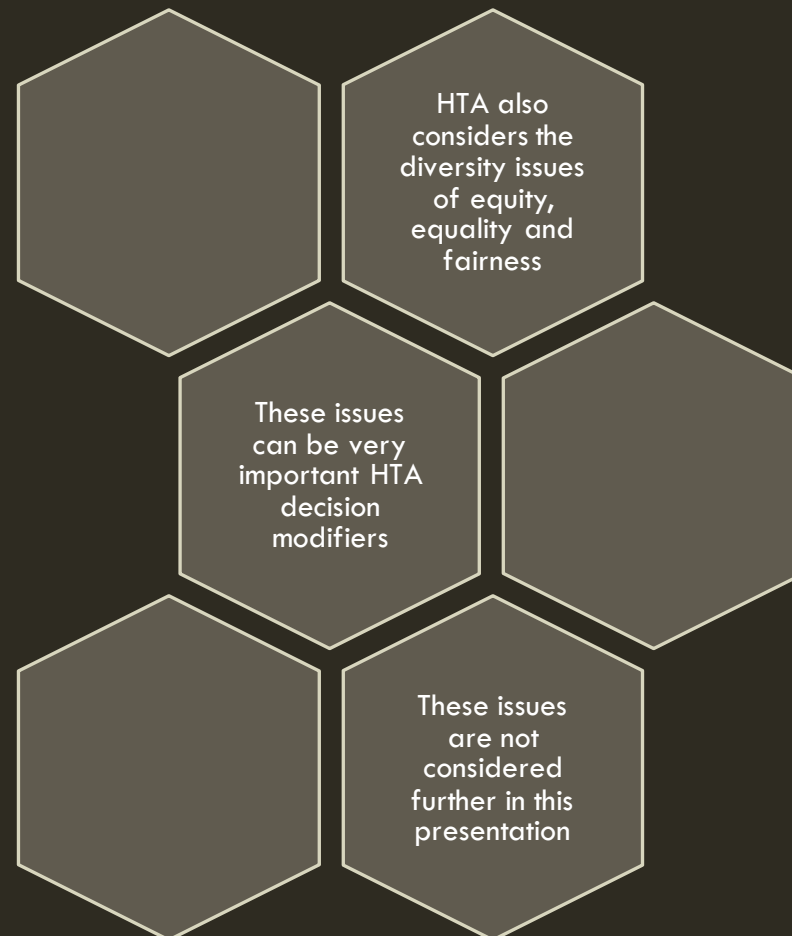 HTA also
considers the
diversity issues
of equity,
equality and
fairness
These issues
can be very
important HTA
decision
modifiers
These issues
are not
considered
further in this
presentation